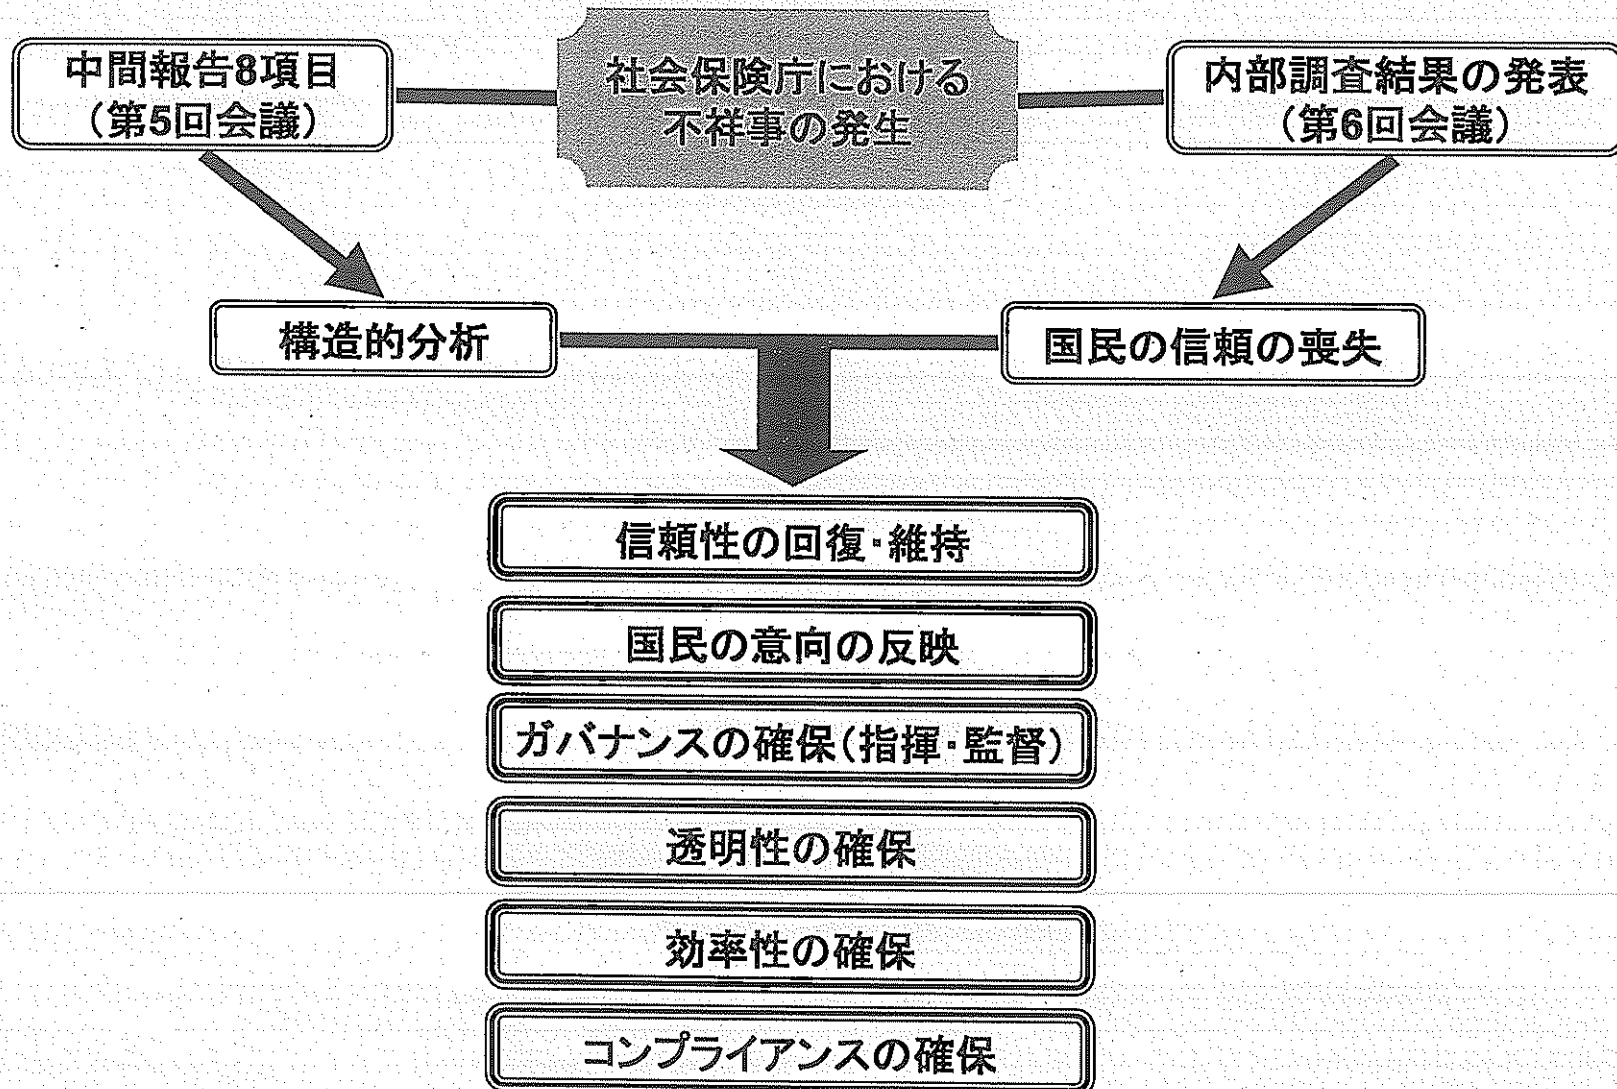 中間報告8項目
（第5回会議）
社会保険庁における
不祥事の発生
内部調査結果の発表
（第6回会議）
構造的分析
国民の信頼の喪失
信頼性の回復・維持
国民の意向の反映
ガバナンスの確保（指揮・監督）
透明性の確保
効率性の確保
コンプライアンスの確保